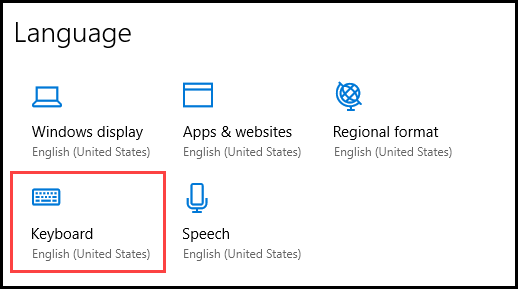 Language
Windows display
English (United States)
Apps & websites
English (United States)
Regional format
English (United States)
Keyboard
English (United States)
Speech
English (United States)